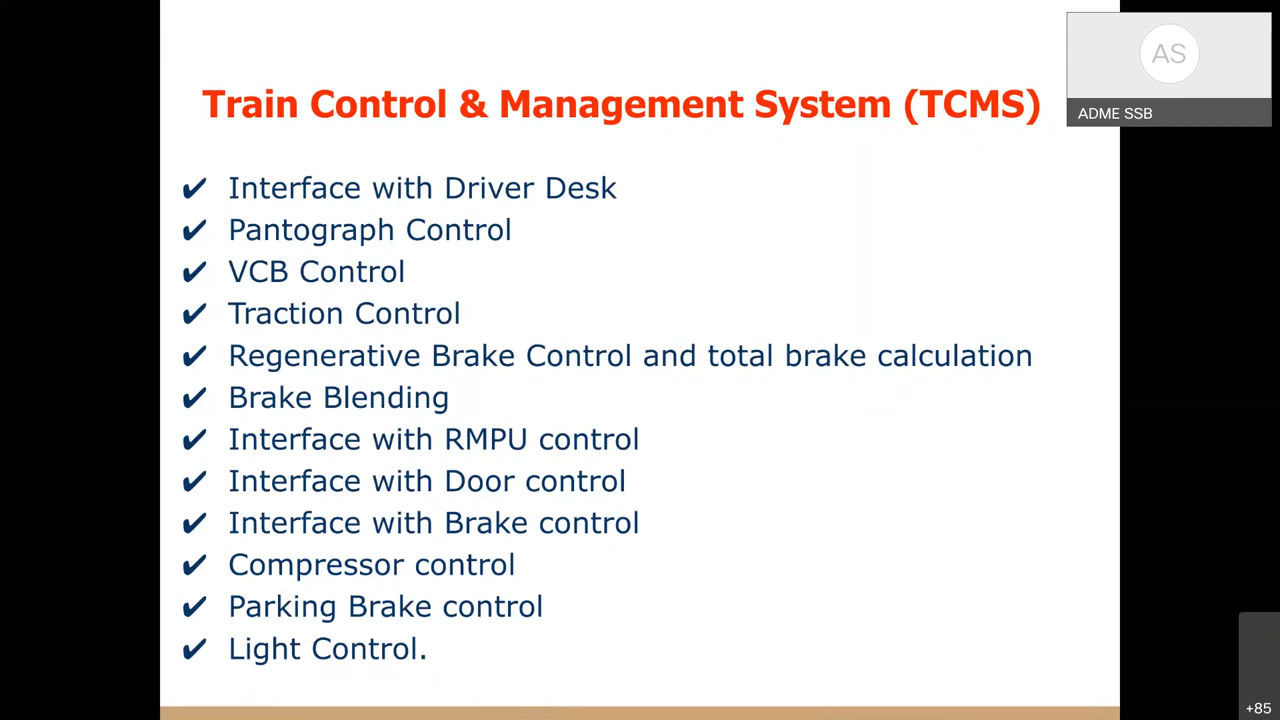 Train Control & Management System (TCMS)
AS
ADME SSB
✔ Interface with Driver Desk
✔ Pantograph Control
✔ VCB Control
✔ Traction Control
✔ Regenerative Brake Control and total brake calculation
✔ Brake Blending
✔ Interface with RMPU control
✔ Interface with Door control
✔ Interface with Brake control
✔ Compressor control
✔ Parking Brake control
✔ Light Control.
+85